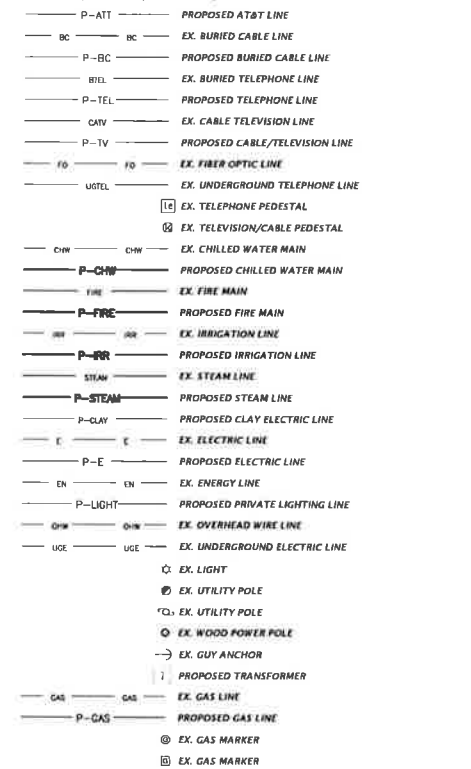 P-ATT PROPOSED AT&T LINE
BC BC EX. BURIED CABLE LINE
P-BC PROPOSED BURIED CABLE LINE
BTEL EX. BURIED TELEPHONE LINE
P-TEL PROPOSED TELEPHONE LINE
CATV EX. CABLE TELEVISION LINE
P-TV PROPOSED CABLE/TELEVISION LINE
FO FO EX. FIBER OPTIC LINE
UGTEL EX. UNDERGROUND TELEPHONE LINE
EX. TELEPHONE PEDESTAL
EX. TELEVISION/CABLE PEDESTAL
CHW CHW EX. CHILLED WATER MAIN
P-CHW PROPOSED CHILLED WATER MAIN
FIRE EX. FIRE MAIN
P-FIRE PROPOSED FIRE MAIN
IRR IRR EX. IRRIGATION LINE
P-IRR PROPOSED IRRIGATION LINE
STEAM EX. STEAM LINE
P-STEAM PROPOSED STEAM LINE
P-CLAY PROPOSED CLAY ELECTRIC LINE
E E EX. ELECTRIC LINE
P-E PROPOSED ELECTRIC LINE
EN EN EX. ENERGY LINE
P-LIGHT PROPOSED PRIVATE LIGHTING LINE
OHW OHW EX. OVERHEAD WIRE LINE
UGE UGE EX. UNDERGROUND ELECTRIC LINE
EX. LIGHT
EX. UTILITY POLE
EX. UTILITY POLE
EX. WOOD POWER POLE
EX. GUY ANCHOR
PROPOSED TRANSFORMER
GAS GAS EX. GAS LINE
P-GAS PROPOSED GAS LINE
EX. GAS MARKER
G EX. GAS MARKER